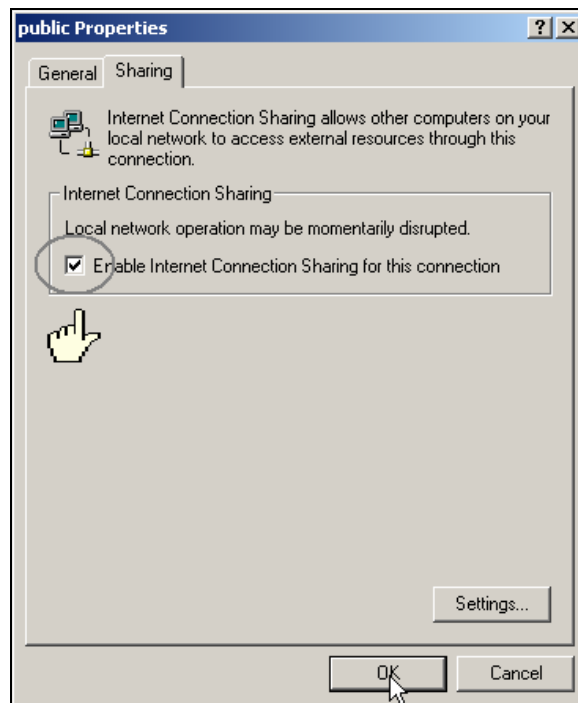 public Properties
General
Sharing
Internet Connection Sharing allows other computers on your
local network to access external resources through this
connection.
Internet Connection Sharing
Local network operation may be momentarily disrupted.
Enable Internet Connection Sharing for this connection
Settings...
OK
Cancel